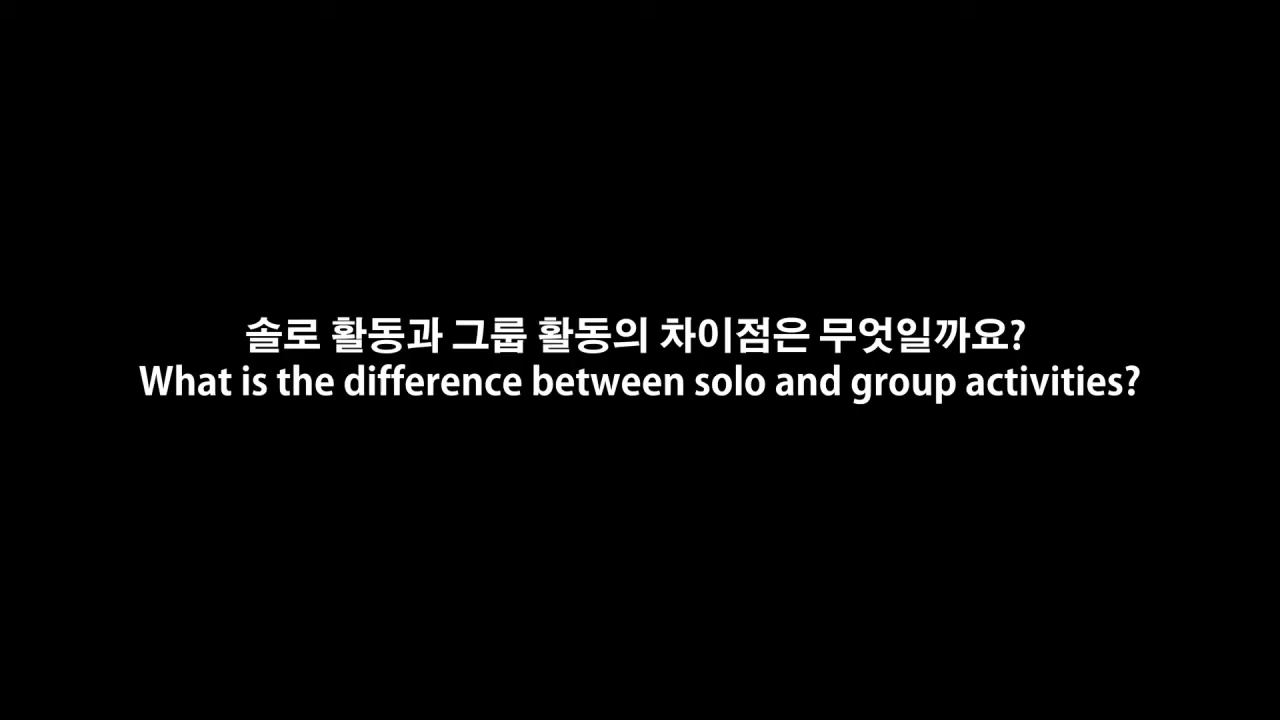 솔로 활동과 그룹 활동의 차이점은 무엇일까요?
What is the difference between solo and group activities?